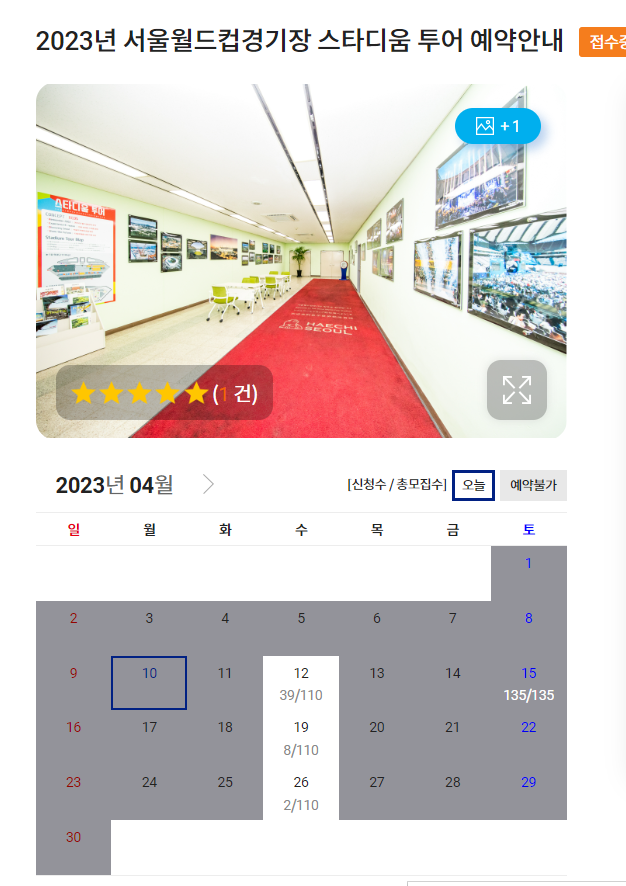 2023년 서울월드컵경기장 스타디움 투어 예약안내
접수중
+1
스타디움 투어
HAECHI
SEOUL
(1 건)
2023년 04월
[신청수 / 총모집수] 오늘 예약불가
일 월 화 수 목 금 토
1
2 3 4 5 6 7 8
9 10 11 12 13 14 15
39/110 135/135
16 17 18 19 20 21 22
8/110
23 24 25 26 27 28 29
2/110
30